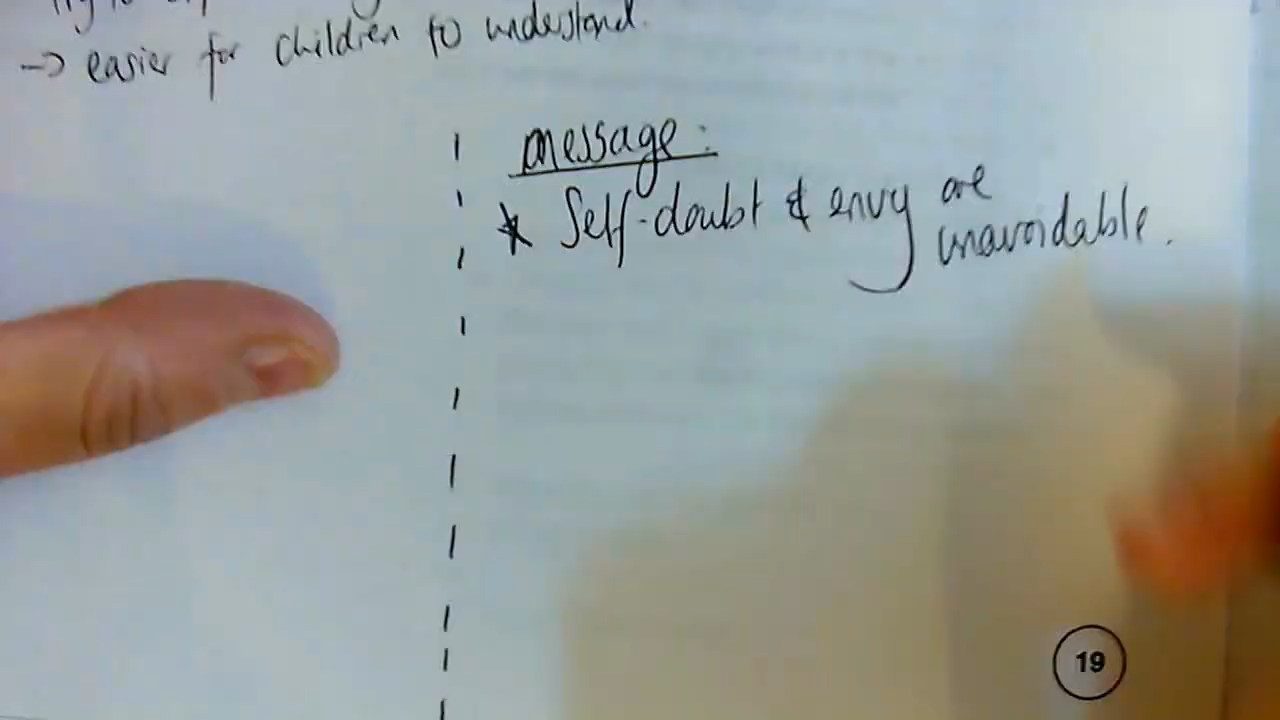 → easier for children to understand.
message:
* Self-doubt & envy are
unavoidable.
19